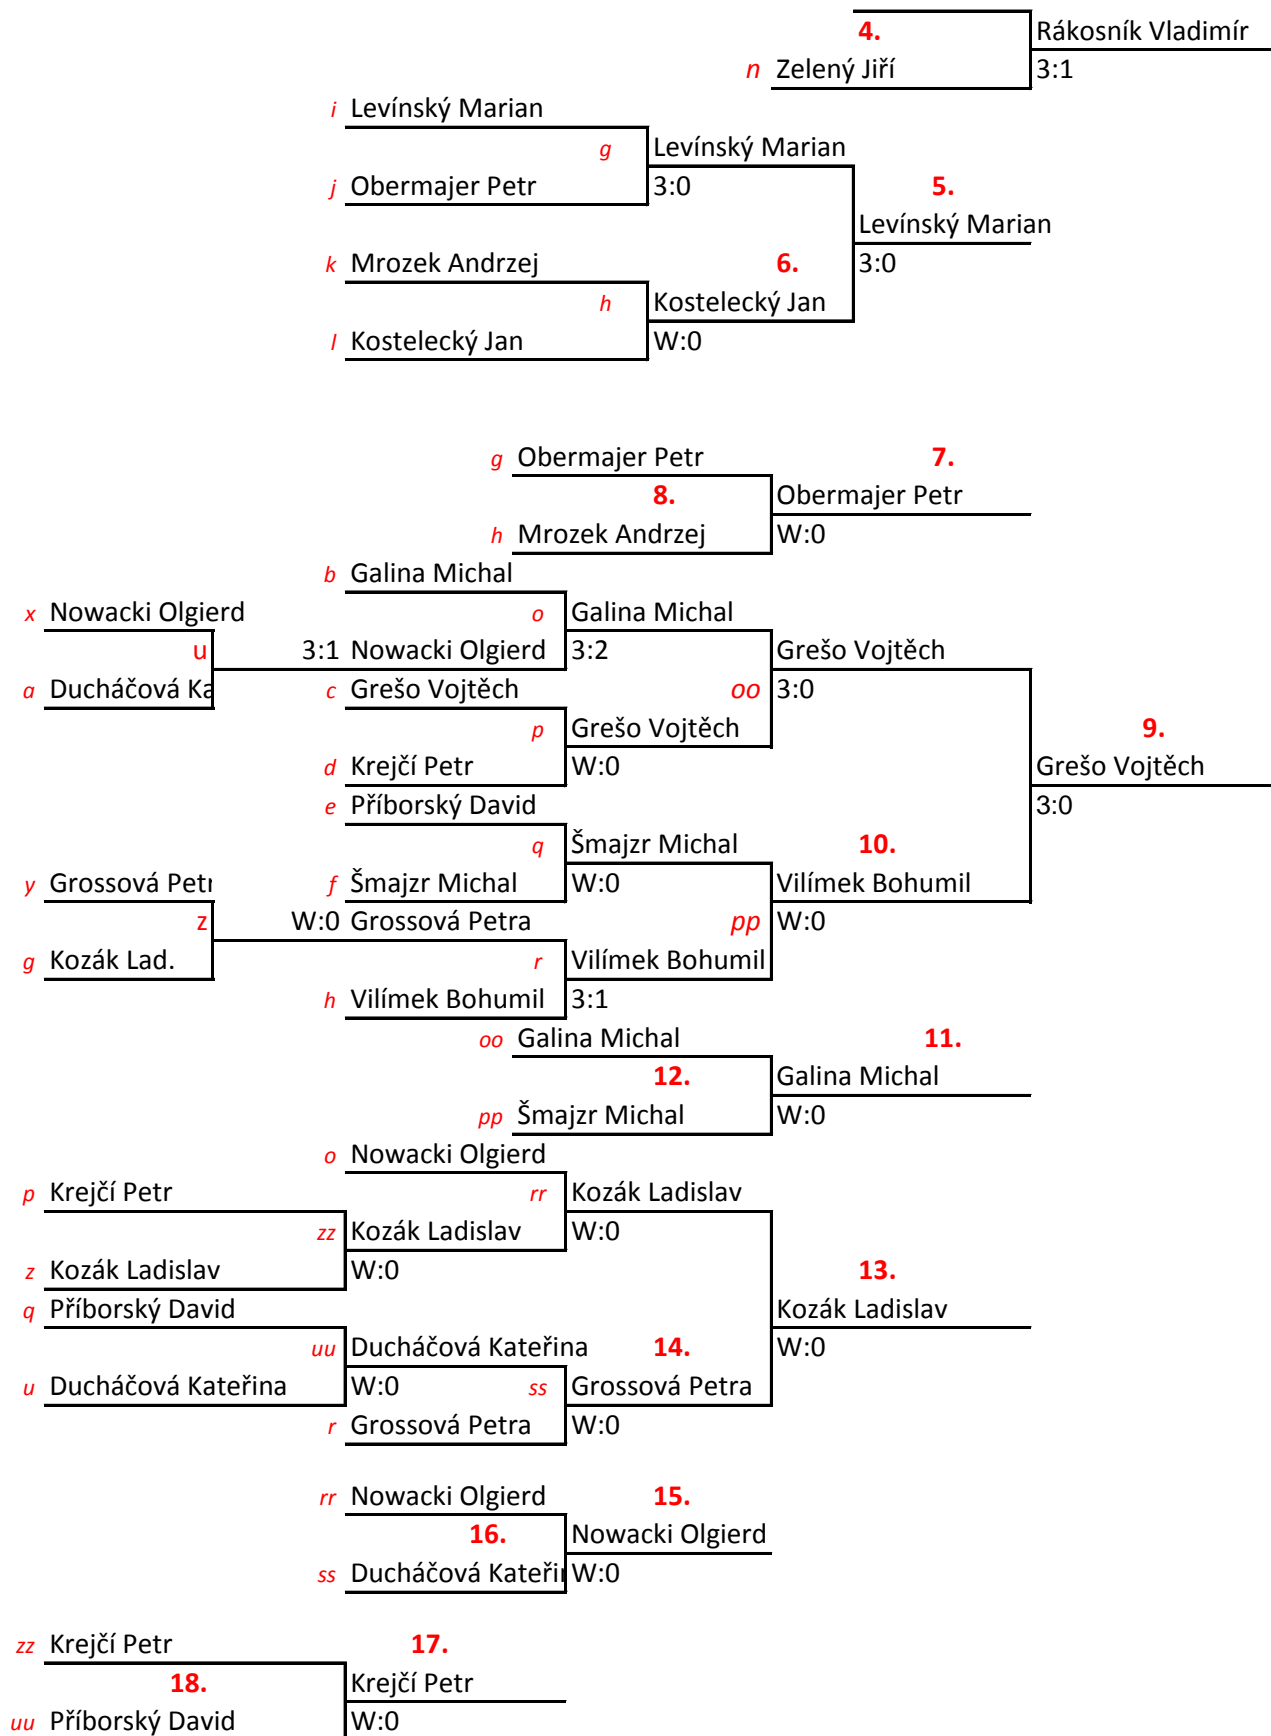 4. Rákosník Vladimír
n Zelený Jiří 3:1
i Levínský Marian
g Levínský Marian
j Obermajer Petr 3:0 5.
Levínský Marian
k Mrozek Andrzej 6. 3:0
h Kostelecký Jan
l Kostelecký Jan W:0
g Obermajer Petr 7.
8. Obermajer Petr
h Mrozek Andrzej W:0
b Galina Michal
x Nowacki Olgierd o Galina Michal
u 3:1 Nowacki Olgierd 3:2 Grešo Vojtěch
a Ducháčová Ka c Grešo Vojtěch oo 3:0
p Grešo Vojtěch 9.
d Krejčí Petr W:0 Grešo Vojtěch
e Příborský David 3:0
q Šmajzr Michal 10.
y Grossová Petr f Šmajzr Michal W:0 Vilímek Bohumil
z W:0 Grossová Petra pp W:0
g Kozák Lad. r Vilímek Bohumil
h Vilímek Bohumil 3:1
oo Galina Michal 11.
12. Galina Michal
pp Šmajzr Michal W:0
o Nowacki Olgierd
p Krejčí Petr rr Kozák Ladislav
zz Kozák Ladislav W:0
z Kozák Ladislav W:0 13.
q Příborský David Kozák Ladislav
uu Ducháčová Kateřina 14. W:0
u Ducháčová Kateřina W:0 ss Grossová Petra
r Grossová Petra W:0
rr Nowacki Olgierd 15.
16. Nowacki Olgierd
ss Ducháčová Kateřin W:0
zz Krejčí Petr 17.
18. Krejčí Petr
uu Příborský David W:0